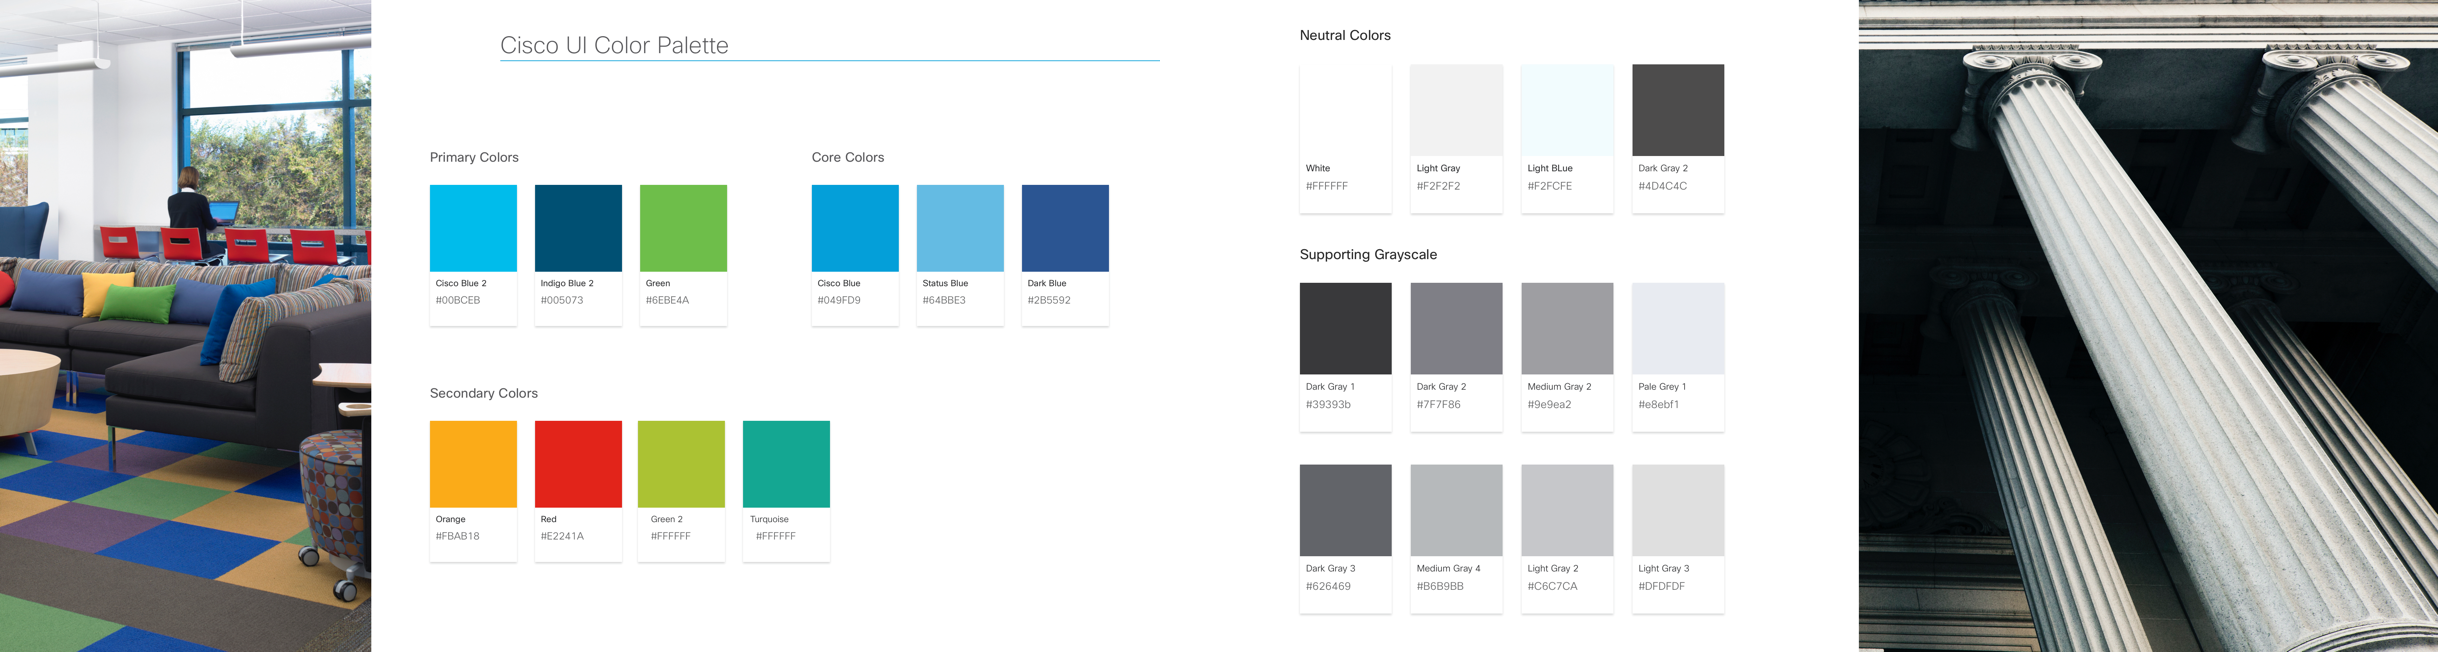 Cisco UI Color Palette
Primary Colors
Cisco Blue 2
#00BCEB
Indigo Blue 2
#005073
Green
#6EBE4A
Core Colors
Cisco Blue
#049FD9
Status Blue
#64BBE3
Dark Blue
#2B5592
Secondary Colors
Orange
#FBAB18
Red
#E2241A
Green 2
#FFFFFF
Turquoise
#FFFFFF
Neutral Colors
White
#FFFFFF
Light Gray
#F2F2F2
Light BLue
#F2FCFE
Dark Gray 2
#4D4C4C
Supporting Grayscale
Dark Gray 1
#39393b
Dark Gray 2
#7F7F86
Medium Gray 2
#9e9ea2
Pale Grey 1
#e8ebf1
Dark Gray 3
#626469
Medium Gray 4
#B6B9BB
Light Gray 2
#C6C7CA
Light Gray 3
#DFDFDF